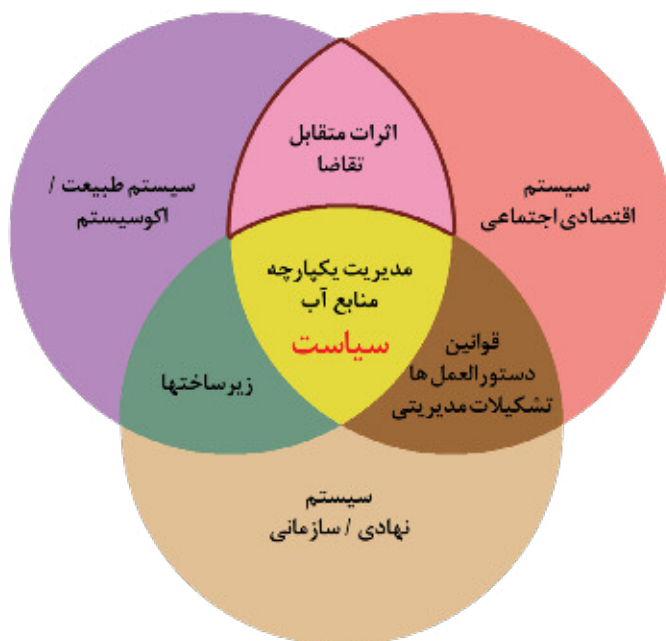 اثرات متقابل
تقاضا
سیستم
اقتصادی اجتماعی
سیستم طبیعت /
اکوسیستم
مدیریت یکپارچه
منابع آب
سیاست
قوانین
دستورالعمل ها
تشکیلات مدیریتی
زیرساختها
سیستم
نهادی / سازمانی